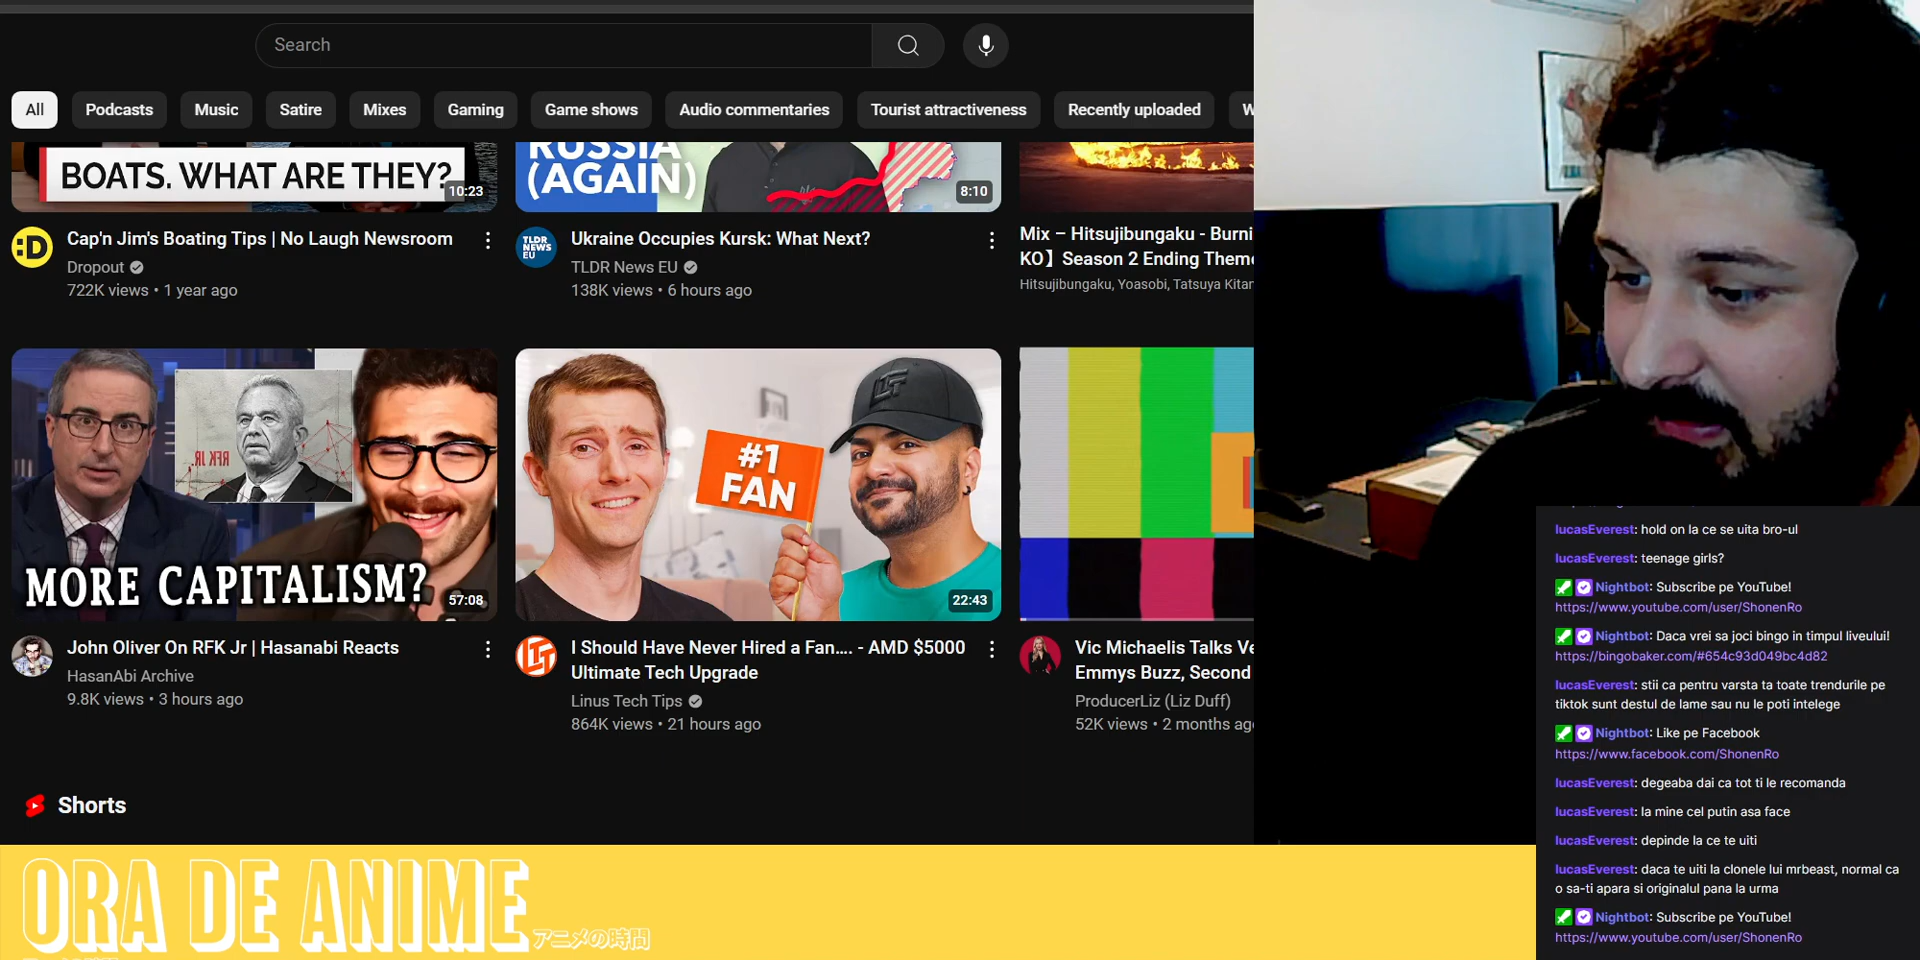 Search
All
Podcasts
Music
Satire
Mixes
Gaming
Game shows
Audio commentaries
Tourist attractiveness
Recently uploaded
W
BOATS. WHAT ARE THEY?
10:23
RUSSIA
(AGAIN)
8:10
:D
Cap'n Jim's Boating Tips | No Laugh Newsroom
Dropout
722K views • 1 year ago
TLDR
NEWS
EU
Ukraine Occupies Kursk: What Next?
TLDR News EU
138K views • 6 hours ago
Mix – Hitsujibungaku - Burni
KO】Season 2 Ending Theme
Hitsujibungaku, Yoasobi, Tatsuya Kitan
RFK JR.
MORE CAPITALISM?
57:08
John Oliver On RFK Jr | Hasanabi Reacts
HasanAbi Archive
9.8K views • 3 hours ago
#1
FAN
22:43
LTT
I Should Have Never Hired a Fan.... - AMD $5000
Ultimate Tech Upgrade
Linus Tech Tips
864K views • 21 hours ago
Vic Michaelis Talks Ve
Emmys Buzz, Second
ProducerLiz (Liz Duff)
52K views • 2 months ag
Shorts
ORA DE ANIME
アニメの時間
lucasEverest: hold on la ce se uita bro-ul
lucasEverest: teenage girls?
Nightbot: Subscribe pe YouTube!
https://www.youtube.com/user/ShonenRo
Nightbot: Daca vrei sa joci bingo in timpul liveului!
https://bingobaker.com/#654c93d049bc4d82
lucasEverest: stii ca pentru varsta ta toate trendurile pe
tiktok sunt destul de lame sau nu le poti intelege
Nightbot: Like pe Facebook
https://www.facebook.com/ShonenRo
lucasEverest: degeaba dai ca tot ti le recomanda
lucasEverest: la mine cel putin asa face
lucasEverest: depinde la ce te uiti
lucasEverest: daca te uiti la clonele lui mrbeast, normal ca
o sa-ti apara si originalul pana la urma
Nightbot: Subscribe pe YouTube!
https://www.youtube.com/user/ShonenRo